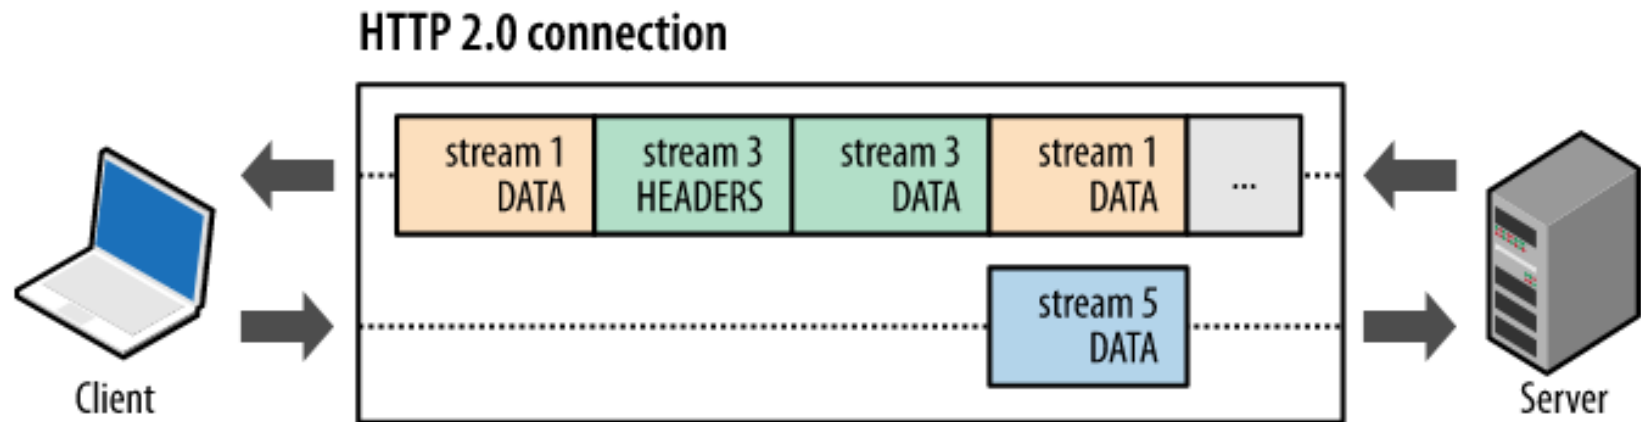 HTTP 2.0 connection
stream 1
DATA
stream 3
HEADERS
stream 3
DATA
stream 1
DATA
...
stream 5
DATA
Client
Server